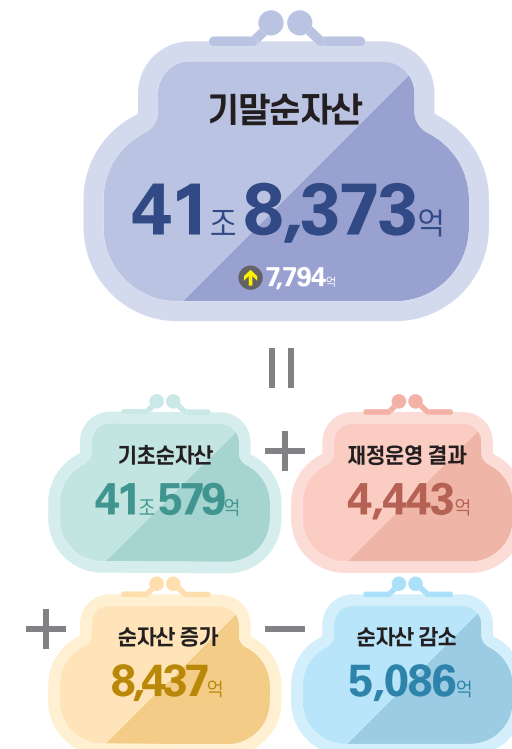 기말순자산
41조 8,373억
7,794억
=
기초순자산
41조 579억
+
재정운영 결과
4,443억
+
순자산 증가
8,437억
−
순자산 감소
5,086억